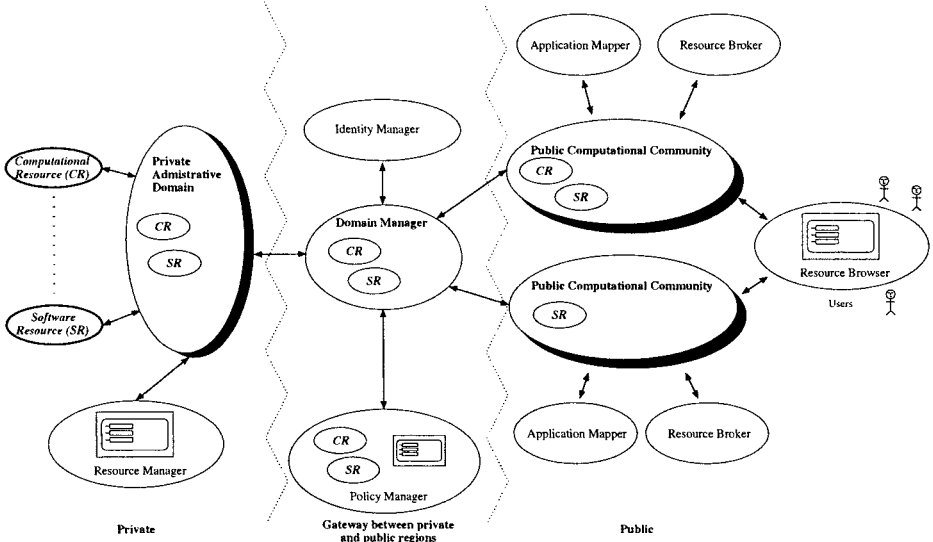 Application Mapper
Resource Broker
Identity Manager
Computational
Resource (CR)
Private
Admistrative
Domain
CR
SR
Public Computational Community
CR
SR
Domain Manager
CR
SR
Resource Browser
Users
Public Computational Community
SR
Software
Resource (SR)
Resource Manager
CR
SR
Policy Manager
Application Mapper
Resource Broker
Private
Gateway between private
and public regions
Public